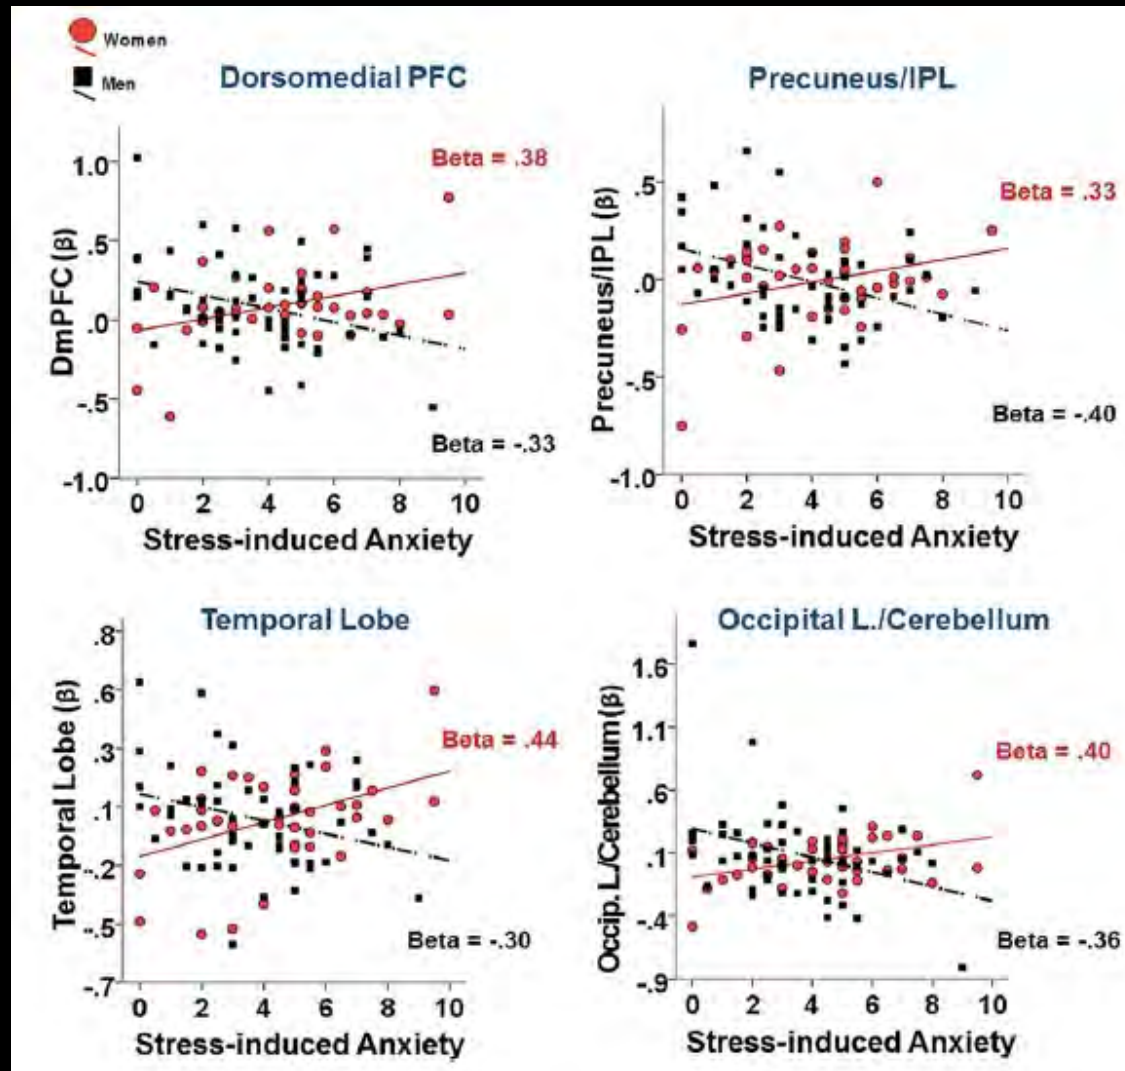 Women
Men
Dorsomedial PFC
DmPFC (β)
1.0
.5
.0
-.5
-1.0
Beta = .38
Beta = -.33
0 2 4 6 8 10
Stress-induced Anxiety
Precuneus/IPL
Precuneus/IPL (β)
.5
.0
-.5
-1.0
Beta = .33
Beta = -.40
0 2 4 6 8 10
Stress-induced Anxiety
Temporal Lobe
Temporal Lobe (β)
.8
.6
.3
.1
-.2
-.5
-.7
Beta = .44
Beta = -.30
0 2 4 6 8 10
Stress-induced Anxiety
Occipital L./Cerebellum
Occip. L./Cerebellum (β)
1.6
1.1
.6
.1
-.4
-.9
Beta = .40
Beta = -.36
0 2 4 6 8 10
Stress-induced Anxiety